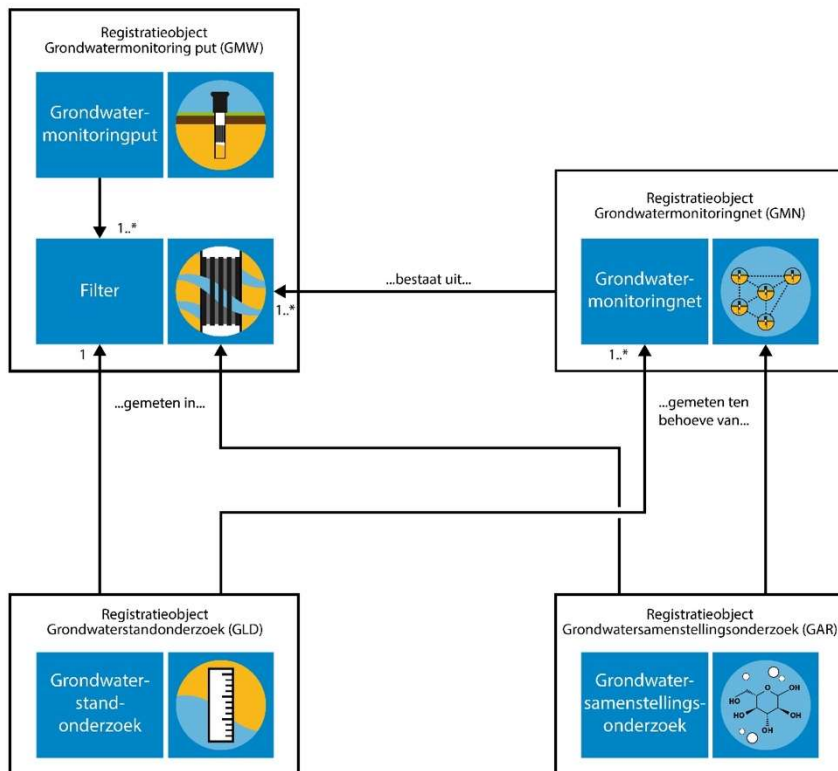 Registratieobject
Grondwatermonitoring put (GMW)
Grondwater-
monitoringput
1..*
Filter
1..*
1
Registratieobject
Grondwatermonitoringnet (GMN)
Grondwater-
monitoringnet
1..*
...bestaat uit...
...gemeten in...
...gemeten ten
behoeve van...
Registratieobject
Grondwaterstandonderzoek (GLD)
Grondwater-
stand-
onderzoek
Registratieobject
Grondwatersamenstellingsonderzoek (GAR)
Grondwater-
samenstellings-
onderzoek
HO
O
OH
HO
OH
OH